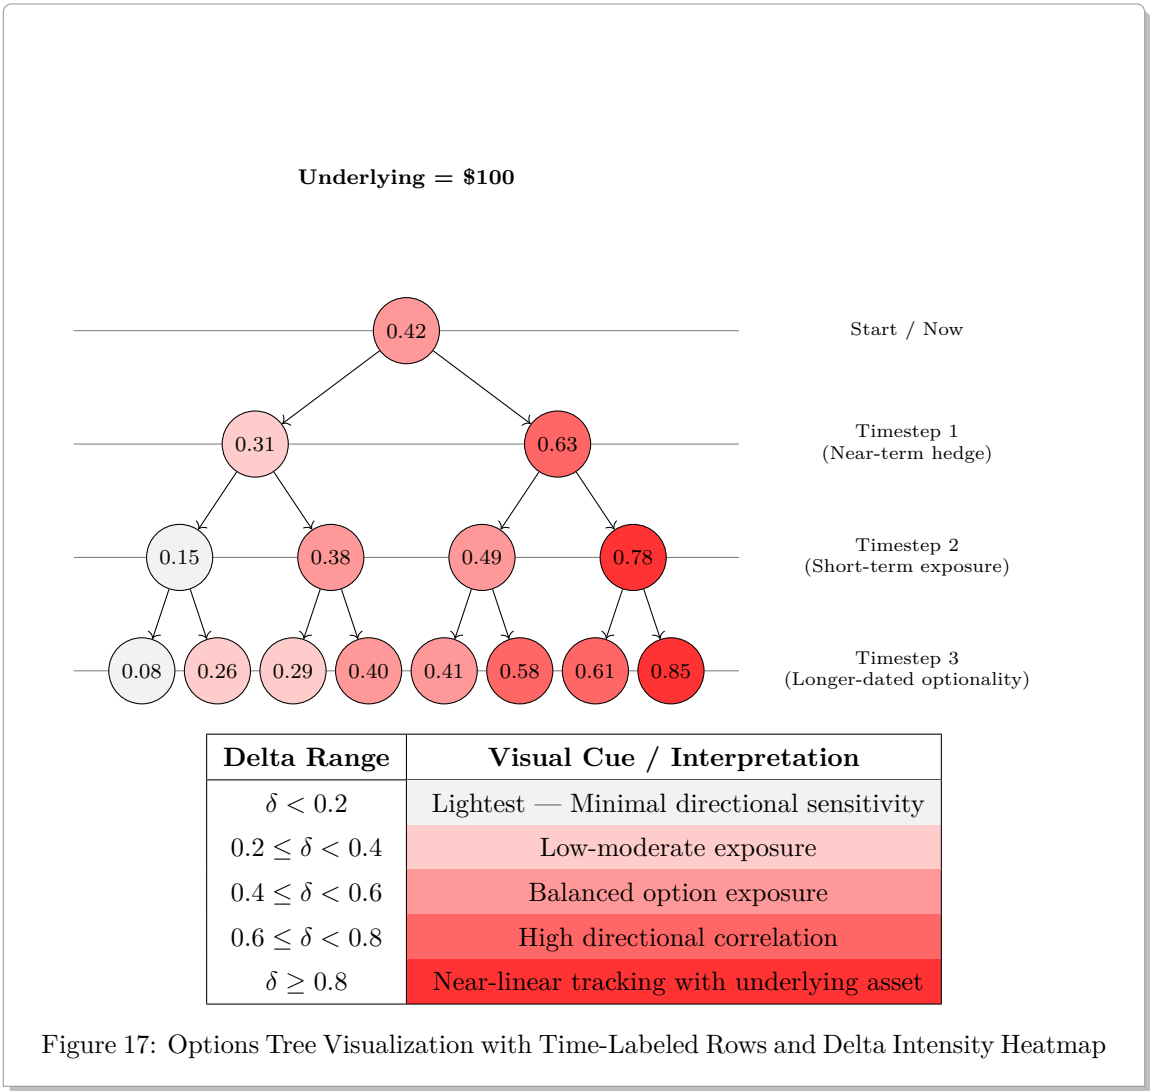 Underlying = $100
0.42
Start / Now
0.31 0.63
Timestep 1
(Near-term hedge)
0.15 0.38 0.49 0.78
Timestep 2
(Short-term exposure)
0.08 0.26 0.29 0.40 0.41 0.58 0.61 0.85
Timestep 3
(Longer-dated optionality)
Delta Range Visual Cue / Interpretation
δ < 0.2 Lightest — Minimal directional sensitivity
0.2 ≤ δ < 0.4 Low-moderate exposure
0.4 ≤ δ < 0.6 Balanced option exposure
0.6 ≤ δ < 0.8 High directional correlation
δ ≥ 0.8 Near-linear tracking with underlying asset
Figure 17: Options Tree Visualization with Time-Labeled Rows and Delta Intensity Heatmap